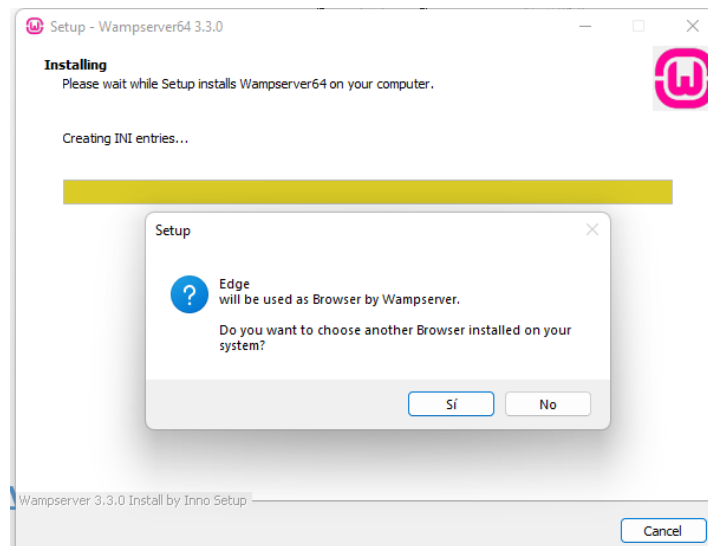 Setup - Wampserver64 3.3.0
Installing
Please wait while Setup installs Wampserver64 on your computer.
Creating INI entries...
Setup
Edge
will be used as Browser by Wampserver.
Do you want to choose another Browser installed on your
system?
Sí
No
Wampserver 3.3.0 Install by Inno Setup
Cancel